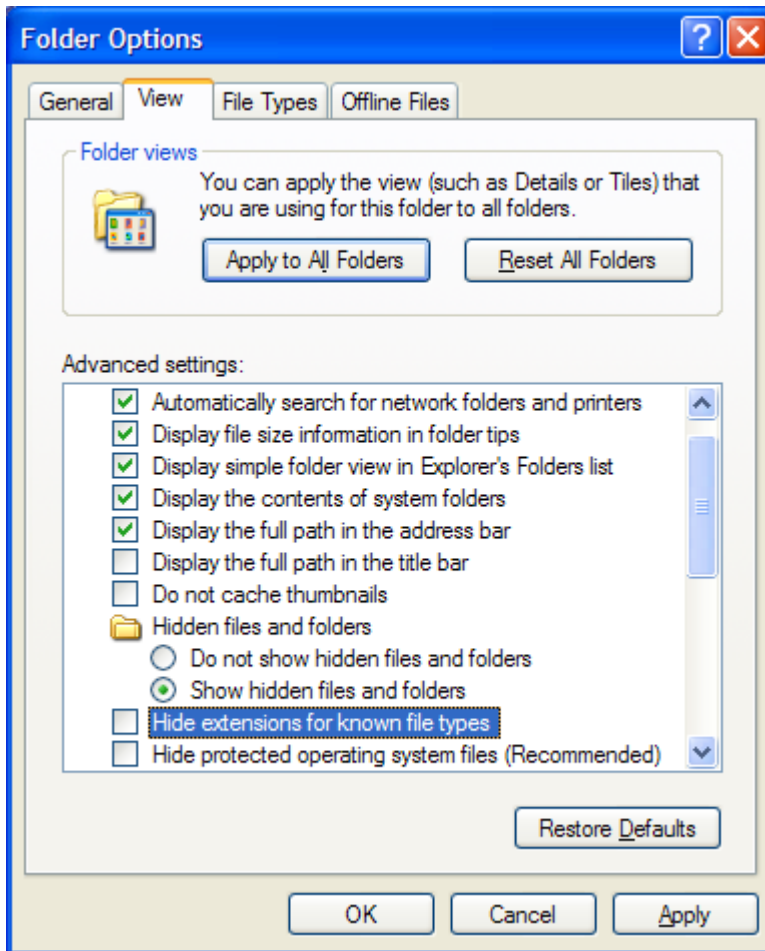 Folder Options
General View File Types Offline Files
Folder views
You can apply the view (such as Details or Tiles) that
you are using for this folder to all folders.
Apply to All Folders Reset All Folders
Advanced settings:
Automatically search for network folders and printers
Display file size information in folder tips
Display simple folder view in Explorer's Folders list
Display the contents of system folders
Display the full path in the address bar
Display the full path in the title bar
Do not cache thumbnails
Hidden files and folders
Do not show hidden files and folders
Show hidden files and folders
Hide extensions for known file types
Hide protected operating system files (Recommended)
Restore Defaults
OK Cancel Apply